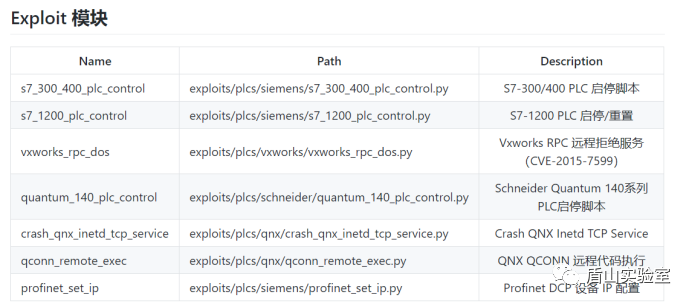 Exploit 模块
Name Path Description
s7_300_400_plc_control exploits/plcs/siemens/s7_300_400_plc_control.py S7-300/400 PLC 启停脚本
s7_1200_plc_control exploits/plcs/siemens/s7_1200_plc_control.py S7-1200 PLC 启停/重置
vxworks_rpc_dos exploits/plcs/vxworks/vxworks_rpc_dos.py Vxworks RPC 远程拒绝服务
(CVE-2015-7599)
quantum_140_plc_control exploits/plcs/schneider/quantum_140_plc_control.py Schneider Quantum 140系列
PLC启停脚本
crash_qnx_inetd_tcp_service exploits/plcs/qnx/crash_qnx_inetd_tcp_service.py Crash QNX Inetd TCP Service
qconn_remote_exec exploits/plcs/qnx/qconn_remote_exec.py QNX QCONN 远程代码执行
profinet_set_ip exploits/plcs/siemens/profinet_set_ip.py Profinet DCP 设备 IP 配置
盾山实验室